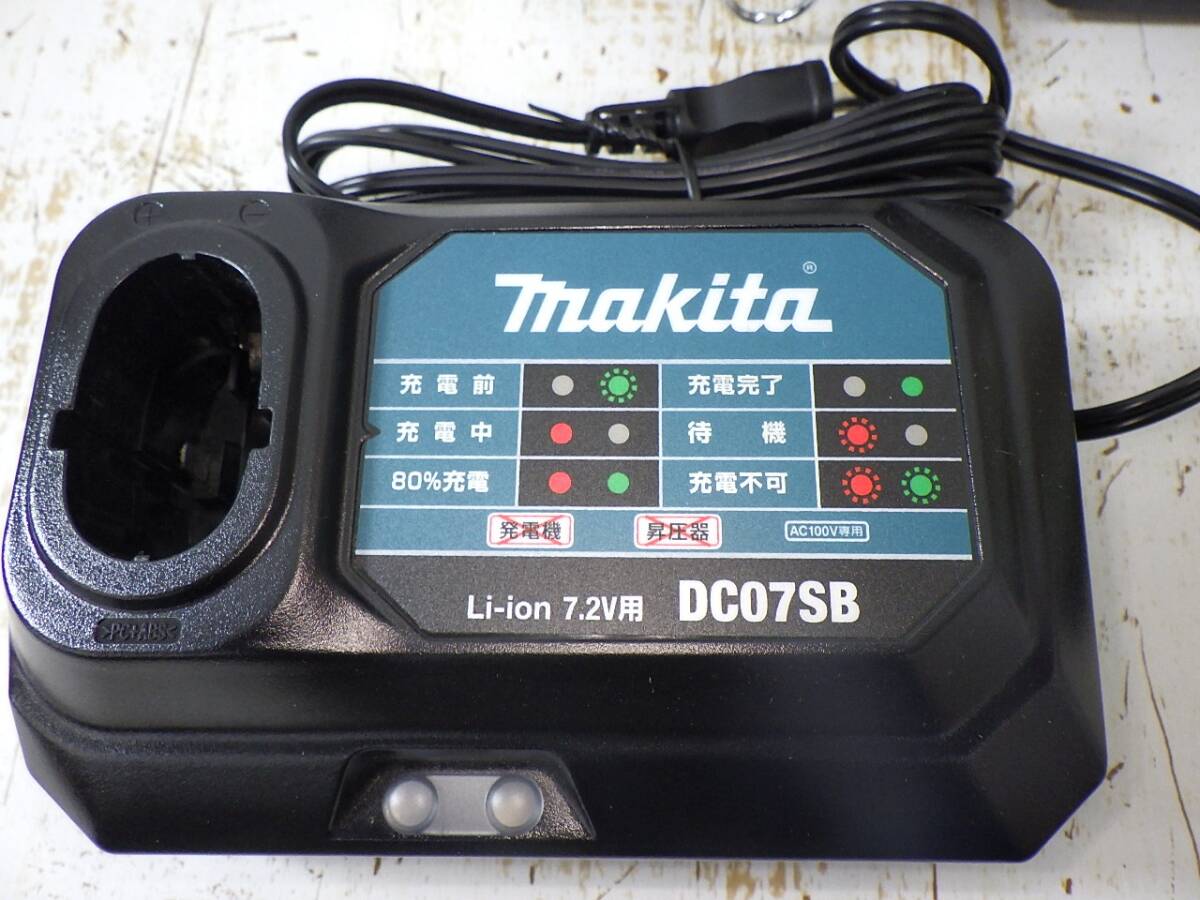 makita®
充電前 充電完了
充電中 待機
80%充電 充電不可
発電機 昇圧器 AC100V専用
Li-ion 7.2V用 DC07SB
>PC+ABS<